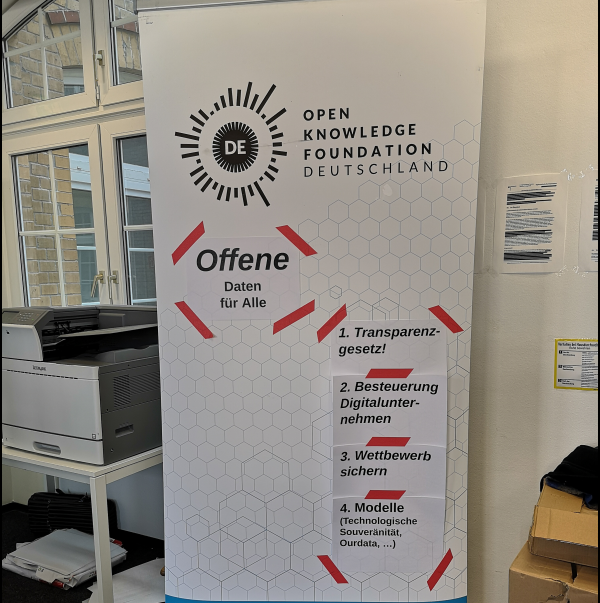 DE
OPEN
KNOWLEDGE
FOUNDATION
DEUTSCHLAND
Offene
Daten
für Alle
1. Transparenz-
gesetz!
2. Besteuerung
Digitalunter-
nehmen
3. Wettbewerb
sichern
4. Modelle
(Technologische
Souveränität,
Ourdata, ...)